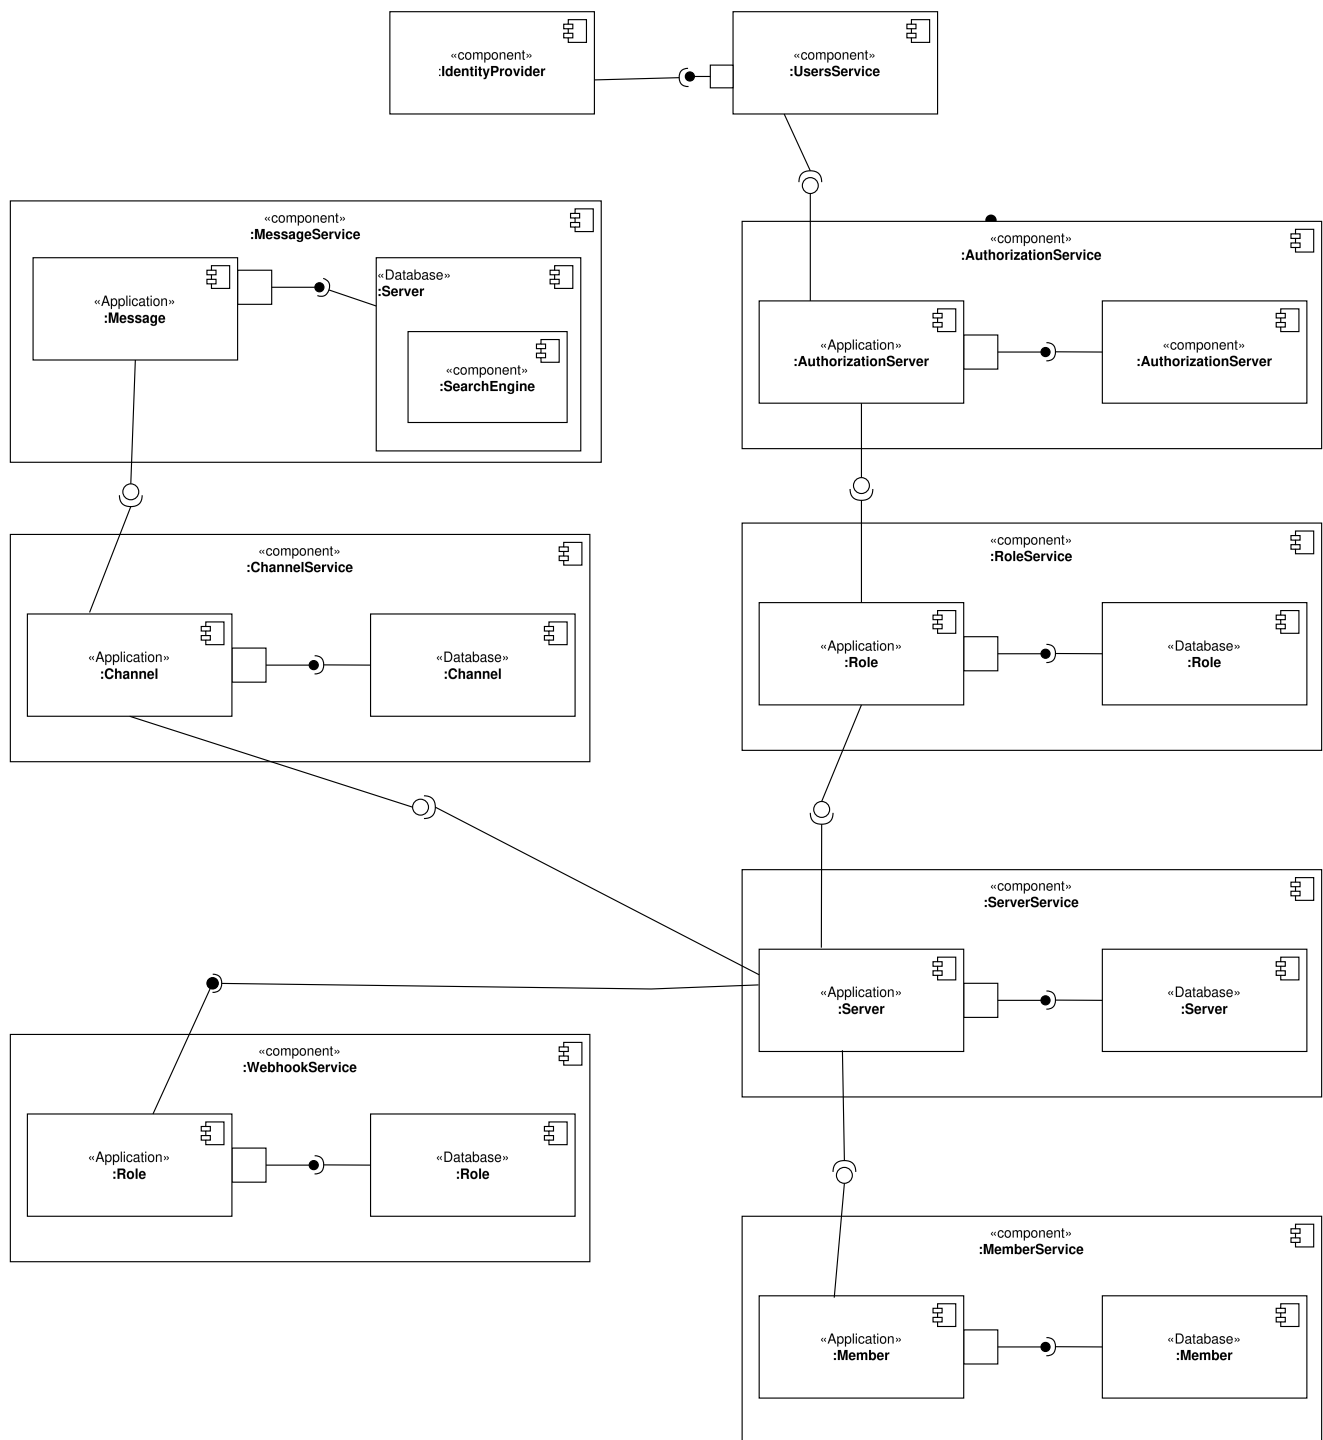 «component»
:IdentityProvider
«component»
:UsersService
«component»
:MessageService
«Application»
:Message
«Database»
:Server
«component»
:SearchEngine
«component»
:AuthorizationService
«Application»
:AuthorizationServer
«component»
:AuthorizationServer
«component»
:ChannelService
«Application»
:Channel
«Database»
:Channel
«component»
:RoleService
«Application»
:Role
«Database»
:Role
«component»
:ServerService
«Application»
:Server
«Database»
:Server
«component»
:WebhookService
«Application»
:Role
«Database»
:Role
«component»
:MemberService
«Application»
:Member
«Database»
:Member